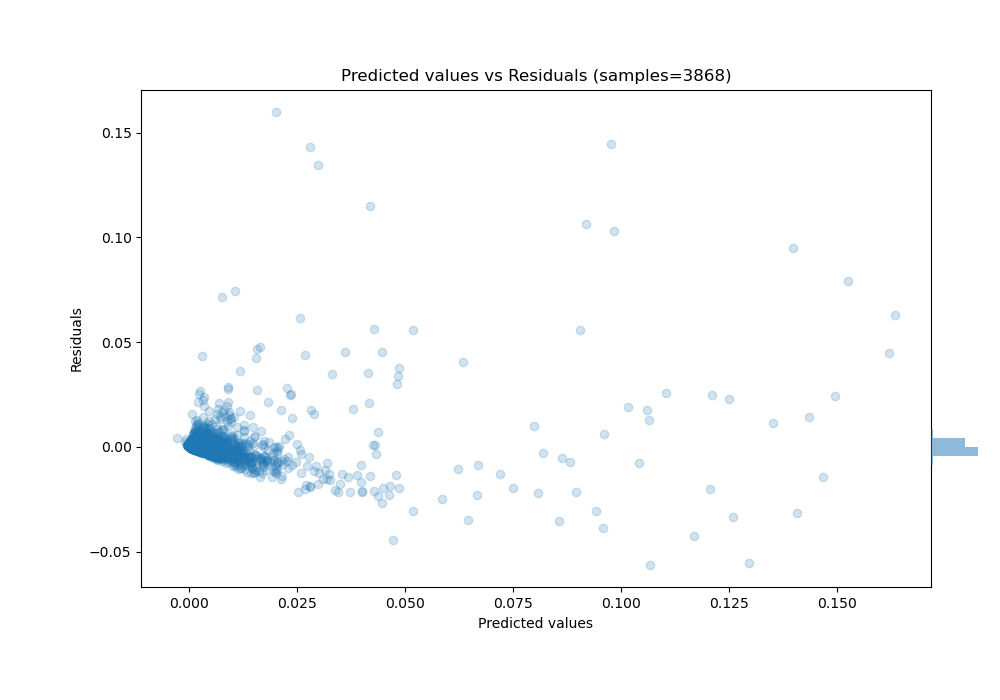 Predicted values vs Residuals (samples=3868)
0.15
0.10
0.05
0.00
−0.05
Residuals
0.000 0.025 0.050 0.075 0.100 0.125 0.150
Predicted values